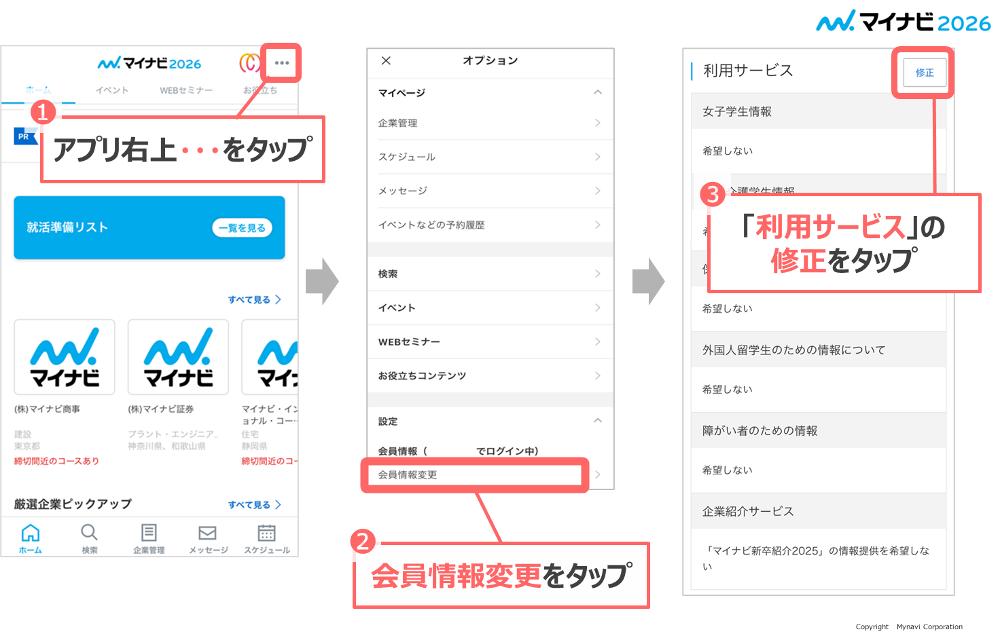 マイナビ2026
マイナビ2026
ホーム
イベント
WEBセミナー
お役立ち
1
アプリ右上・・・をタップ
PR
就活準備リスト
一覧を見る
すべて見る
マイナビ
マイナビ
マイナ
(株)マイナビ商事
建設
東京都
締切間近のコースあり
(株)マイナビ証券
プラント・エンジニア..
神奈川県、和歌山県
マイナビ・イン
ョナル・コー…
住宅
静岡県
締切間近のコー
厳選企業ピックアップ
すべて見る
ホーム
検索
企業管理
メッセージ
スケジュール
オプション
マイページ
企業管理
スケジュール
メッセージ
イベントなどの予約履歴
検索
イベント
WEBセミナー
お役立ちコンテンツ
設定
会員情報（　　　　　でログイン中）
会員情報変更
2
会員情報変更をタップ
利用サービス
修正
女子学生情報
希望しない
介護学生情報
3
「利用サービス」の
修正をタップ
希望しない
外国人留学生のための情報について
希望しない
障がい者のための情報
希望しない
企業紹介サービス
「マイナビ新卒紹介2025」の情報提供を希望しな
い
Copyright　Mynavi Corporation